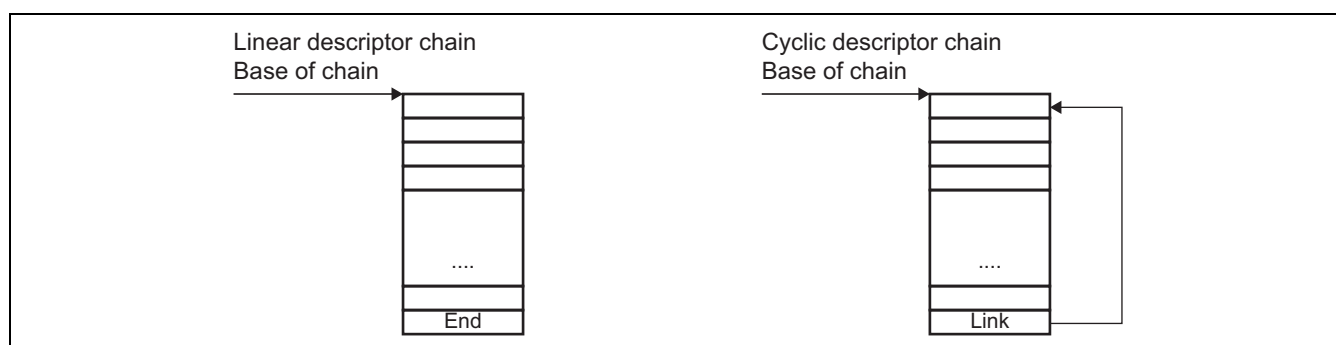 Linear descriptor chain
Base of chain
....
End
Cyclic descriptor chain
Base of chain
....
Link